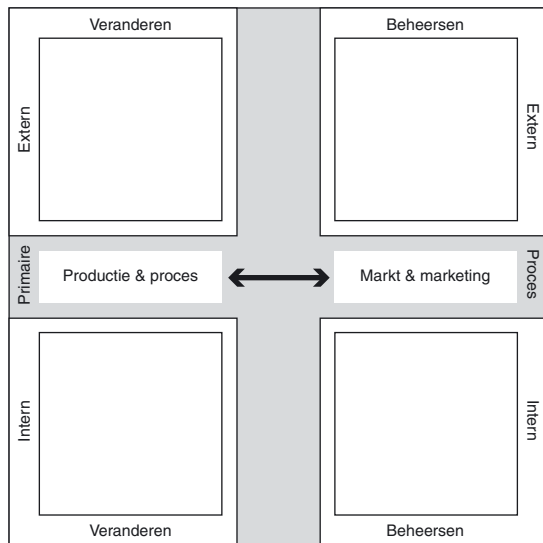 Veranderen
Beheersen
Extern
Extern
Primaire
Productie & proces
Markt & marketing
Proces
Intern
Intern
Veranderen
Beheersen